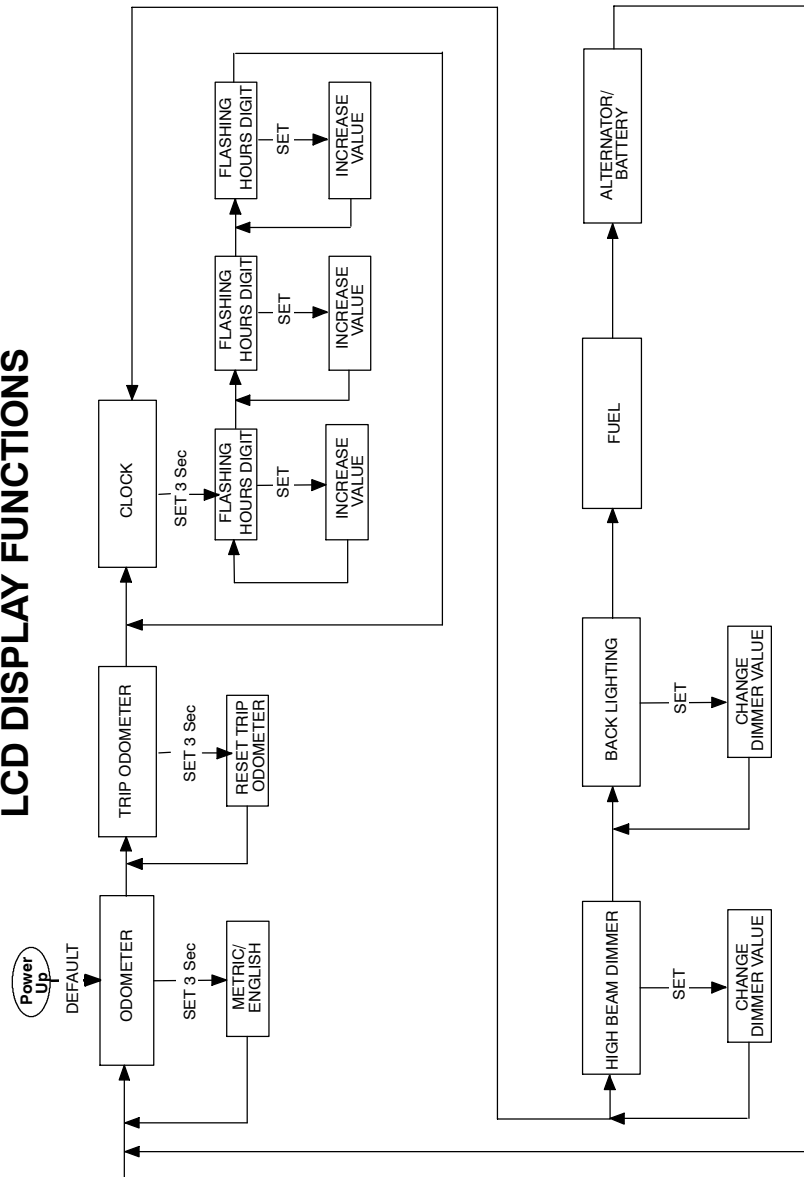 LCD DISPLAY FUNCTIONS
Power
Up
DEFAULT
ODOMETER
SET 3 Sec
METRIC/
ENGLISH
TRIP ODOMETER
SET 3 Sec
RESET TRIP
ODOMETER
CLOCK
SET 3 Sec
FLASHING
HOURS DIGIT
SET
INCREASE
VALUE
FLASHING
HOURS DIGIT
SET
INCREASE
VALUE
FLASHING
HOURS DIGIT
SET
INCREASE
VALUE
HIGH BEAM DIMMER
SET
CHANGE
DIMMER VALUE
BACK LIGHTING
SET
CHANGE
DIMMER VALUE
FUEL
ALTERNATOR/
BATTERY